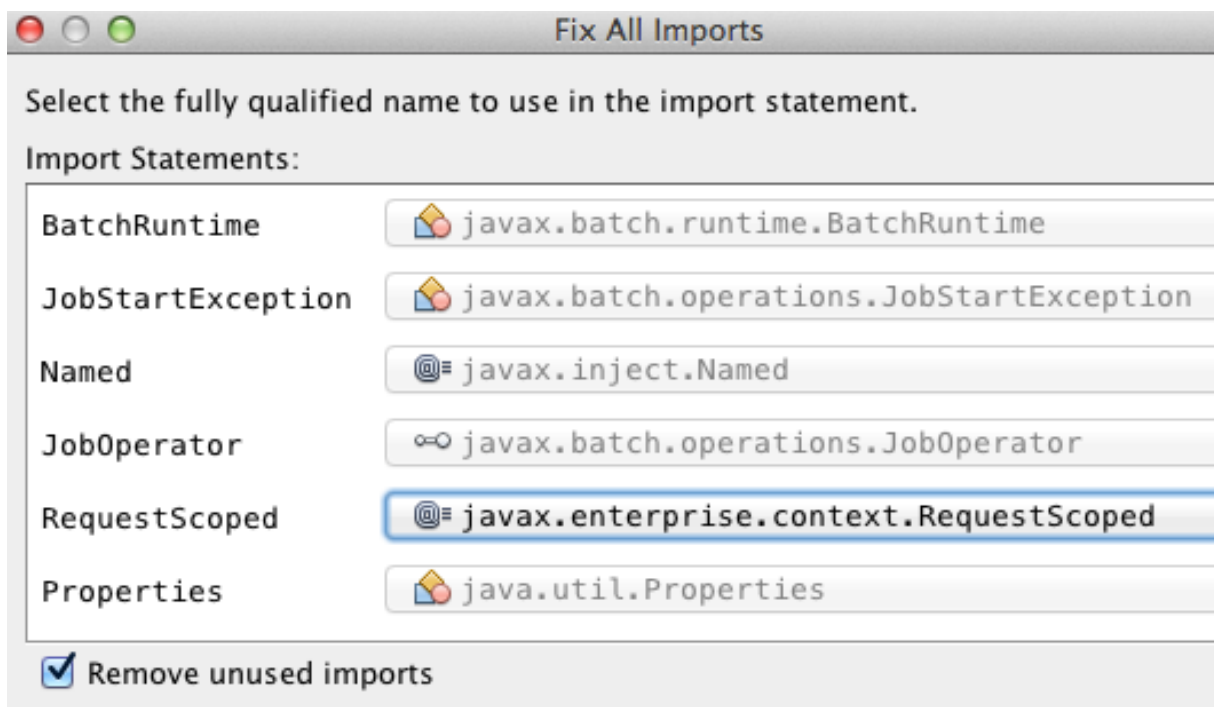 Fix All Imports
Select the fully qualified name to use in the import statement.
Import Statements:
BatchRuntime javax.batch.runtime.BatchRuntime
JobStartException javax.batch.operations.JobStartException
Named javax.inject.Named
JobOperator javax.batch.operations.JobOperator
RequestScoped javax.enterprise.context.RequestScoped
Properties java.util.Properties
Remove unused imports